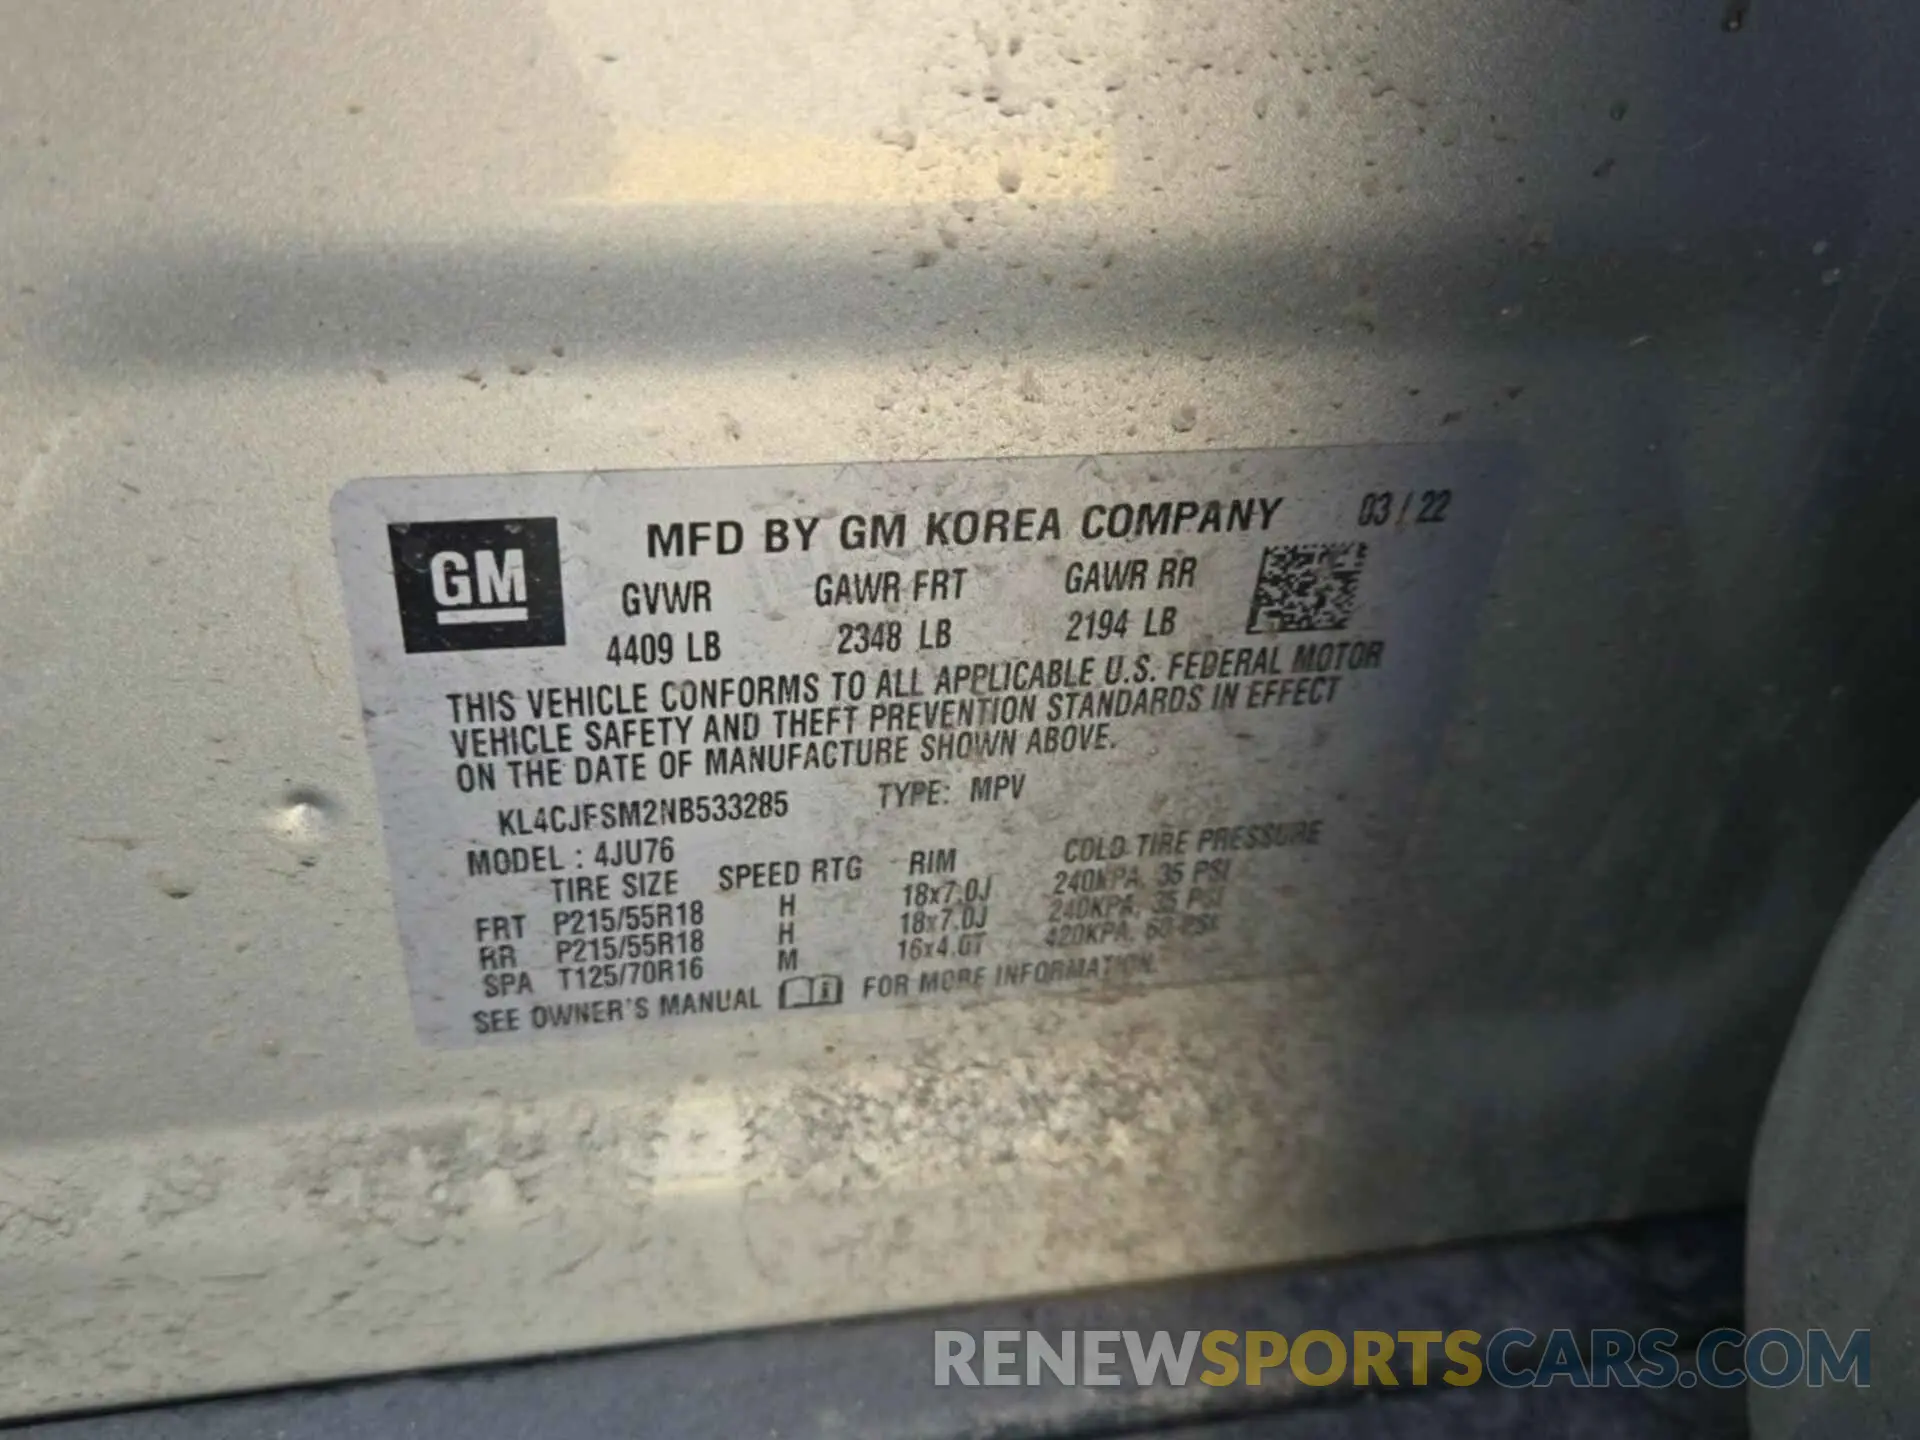 GM
MFD BY GM KOREA COMPANY 03 / 22
GVWR GAWR FRT GAWR RR
4409 LB 2348 LB 2194 LB
THIS VEHICLE CONFORMS TO ALL APPLICABLE U.S. FEDERAL MOTOR
VEHICLE SAFETY AND THEFT PREVENTION STANDARDS IN EFFECT
ON THE DATE OF MANUFACTURE SHOWN ABOVE.
KL4CJFSM2NB533285 TYPE: MPV
MODEL : 4JU76
TIRE SIZE SPEED RTG RIM COLD TIRE PRESSURE
FRT P215/55R18 H 18x7.0J 240KPA, 35 PSI
RR P215/55R18 H 18x7.0J 240KPA, 35 PSI
SPA T125/70R16 M 16x4.0T 420KPA, 60 PSI
SEE OWNER'S MANUAL FOR MORE INFORMATION.
RENEWSPORTSCARS.COM